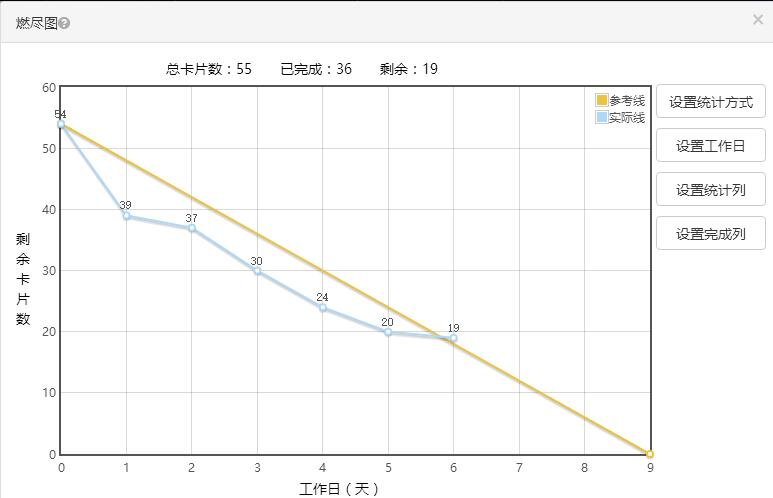 燃尽图
总卡片数：55 已完成：36 剩余：19
参考线
实际线
设置统计方式
设置工作日
设置统计列
设置完成列
剩余卡片数
60
50
40
30
20
10
0
54
39
37
30
24
20
19
0 1 2 3 4 5 6 7 8 9
工作日（天）